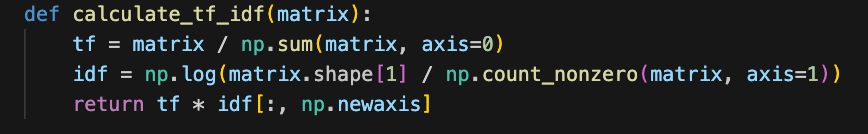 def calculate_tf_idf(matrix):
    tf = matrix / np.sum(matrix, axis=0)
    idf = np.log(matrix.shape[1] / np.count_nonzero(matrix, axis=1))
    return tf * idf[:, np.newaxis]